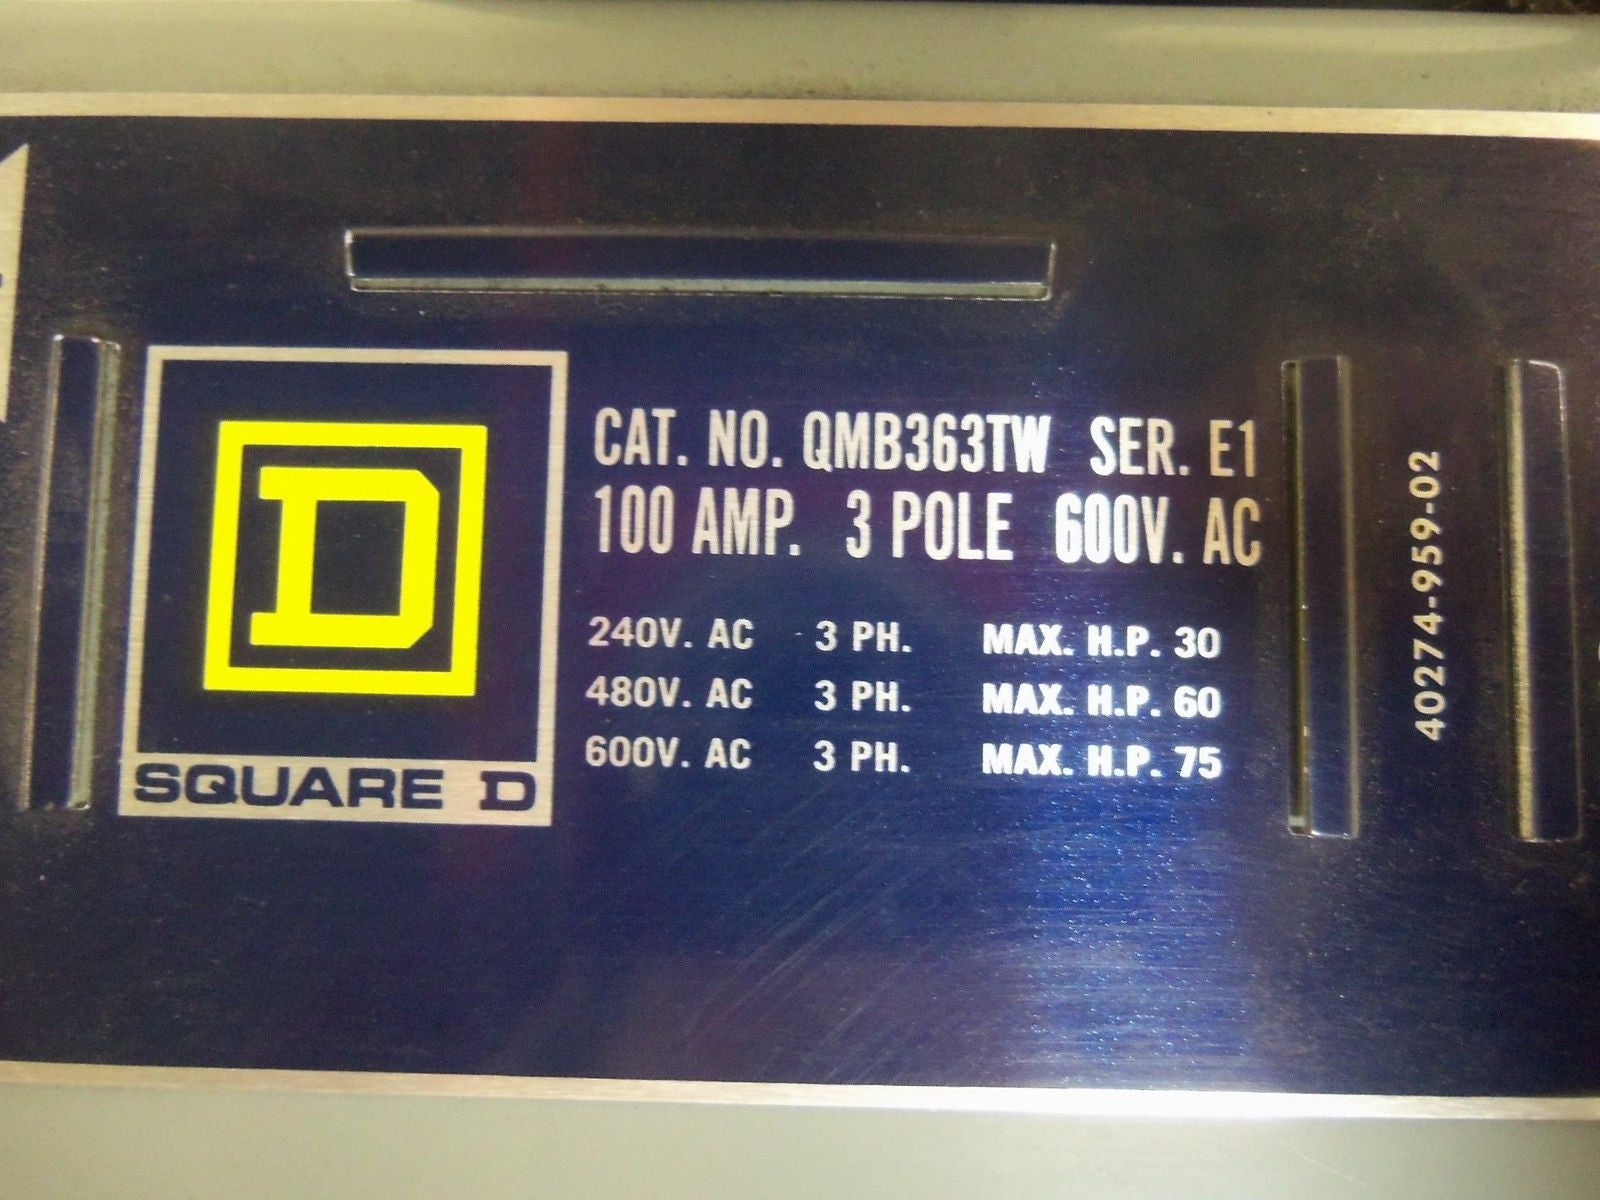 CAT. NO. QMB363TW SER. E1
100 AMP. 3 POLE 600V. AC
240V. AC 3 PH. MAX. H.P. 30
480V. AC 3 PH. MAX. H.P. 60
600V. AC 3 PH. MAX. H.P. 75
D
SQUARE D
40274-959-02